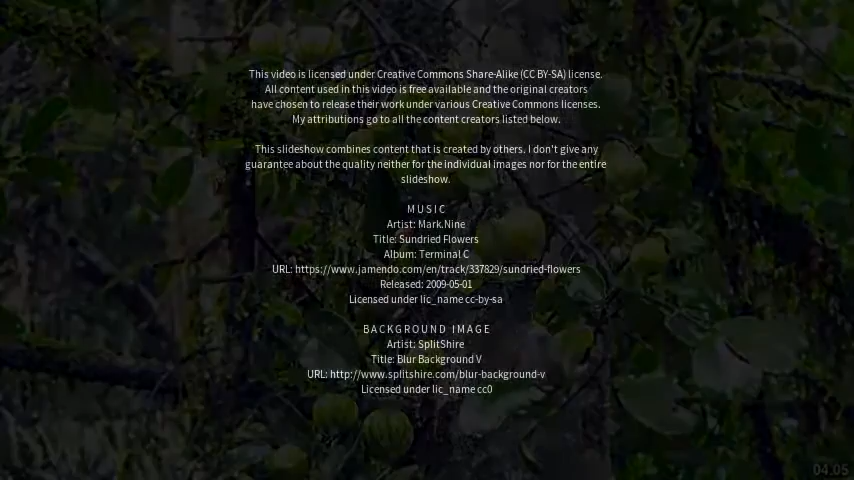 This video is licensed under Creative Commons Share-Alike (CC BY-SA) license.
All content used in this video is free available and the original creators
have chosen to release their work under various Creative Commons licenses.
My attributions go to all the content creators listed below.
This slideshow combines content that is created by others. I don't give any
guarantee about the quality neither for the individual images nor for the entire
slideshow.
MUSIC
Artist: Mark.Nine
Title: Sundried Flowers
Album: Terminal C
URL: https://www.jamendo.com/en/track/337829/sundried-flowers
Released: 2009-05-01
Licensed under lic_name cc-by-sa
BACKGROUND IMAGE
Artist: SplitShire
Title: Blur Background V
URL: http://www.splitshire.com/blur-background-v
Licensed under lic_name cc0
04:05